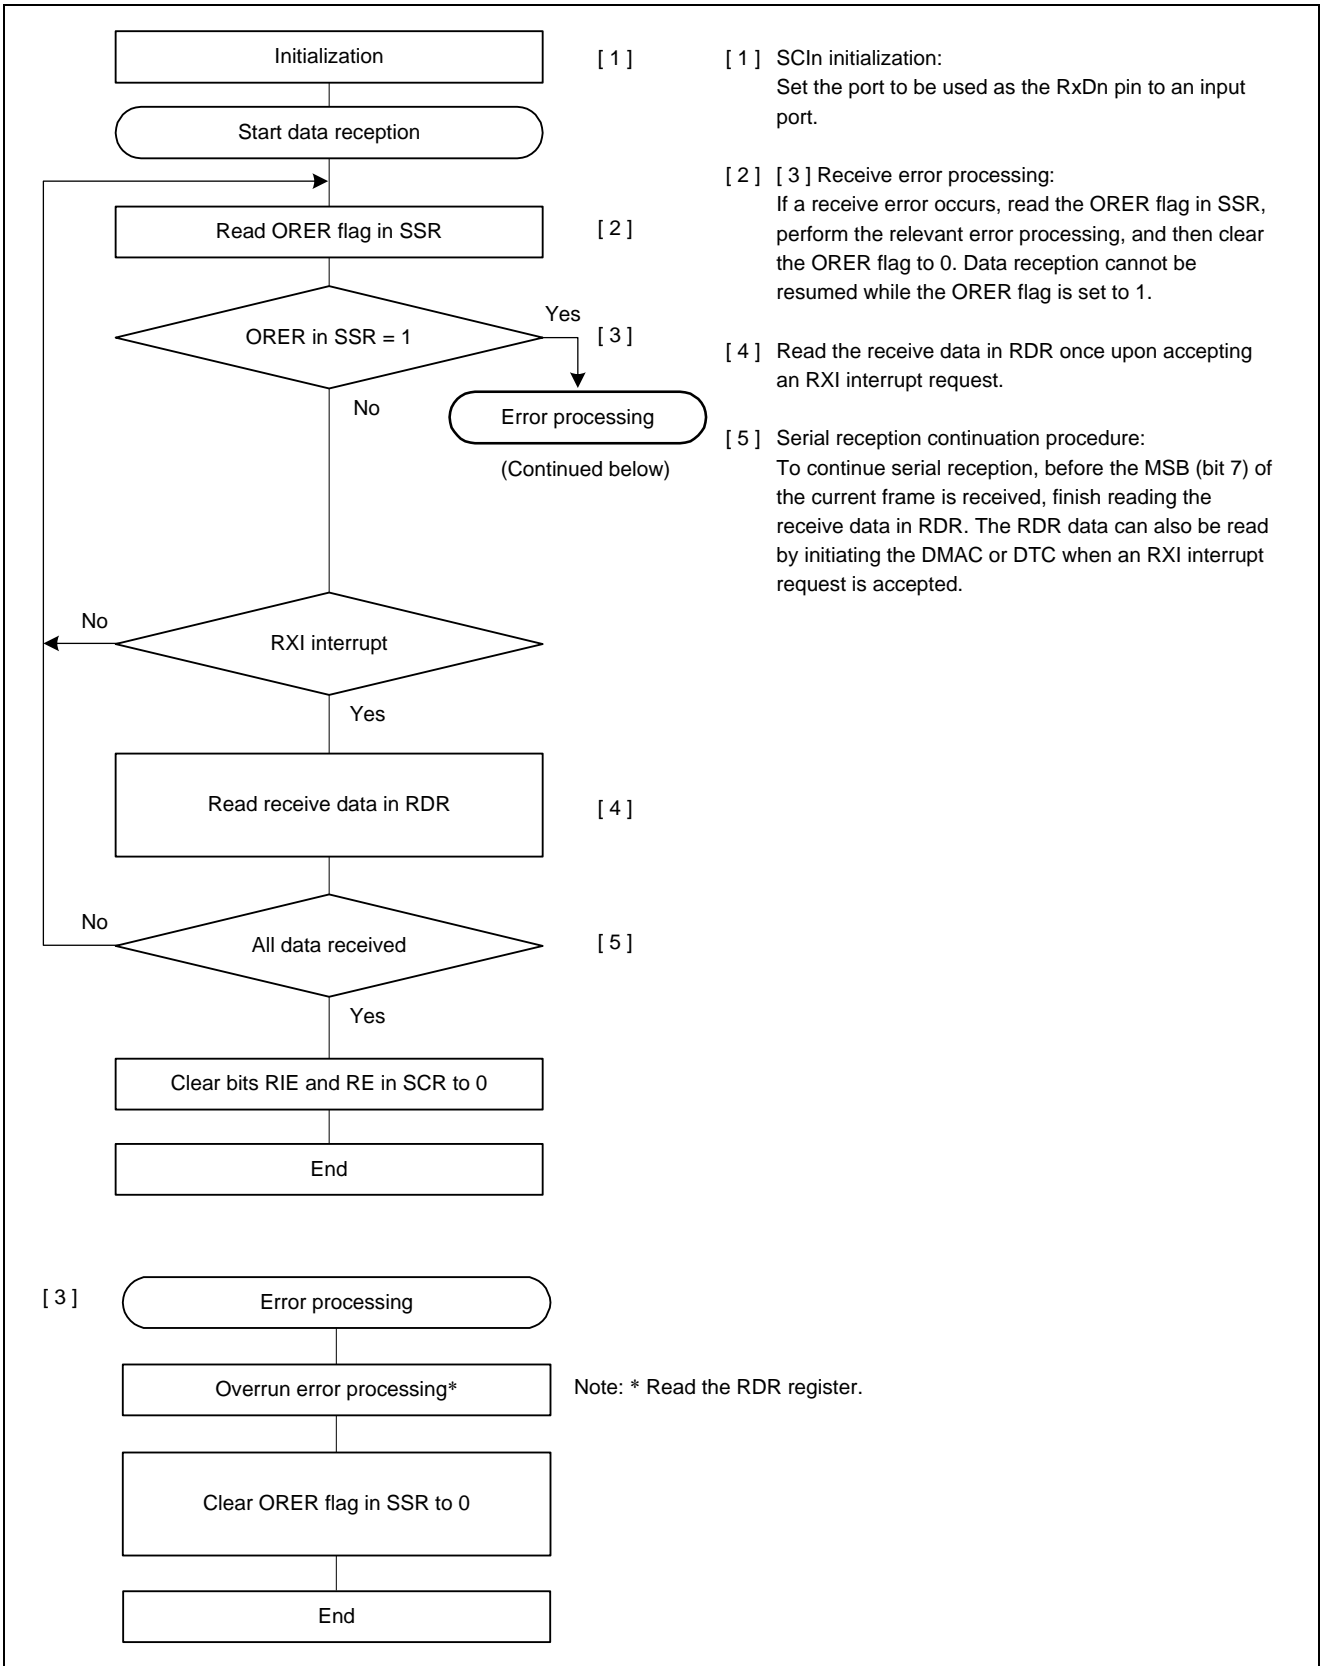 Initialization
[ 1 ]
Start data reception
Read ORER flag in SSR
[ 2 ]
ORER in SSR = 1
Yes
[ 3 ]
No
Error processing
(Continued below)
No
RXI interrupt
Yes
Read receive data in RDR
[ 4 ]
No
All data received
[ 5 ]
Yes
Clear bits RIE and RE in SCR to 0
End
[ 1 ] SCIn initialization:
Set the port to be used as the RxDn pin to an input
port.
[ 2 ] [ 3 ] Receive error processing:
If a receive error occurs, read the ORER flag in SSR,
perform the relevant error processing, and then clear
the ORER flag to 0. Data reception cannot be
resumed while the ORER flag is set to 1.
[ 4 ] Read the receive data in RDR once upon accepting
an RXI interrupt request.
[ 5 ] Serial reception continuation procedure:
To continue serial reception, before the MSB (bit 7) of
the current frame is received, finish reading the
receive data in RDR. The RDR data can also be read
by initiating the DMAC or DTC when an RXI interrupt
request is accepted.
[ 3 ]
Error processing
Overrun error processing*
Note: * Read the RDR register.
Clear ORER flag in SSR to 0
End